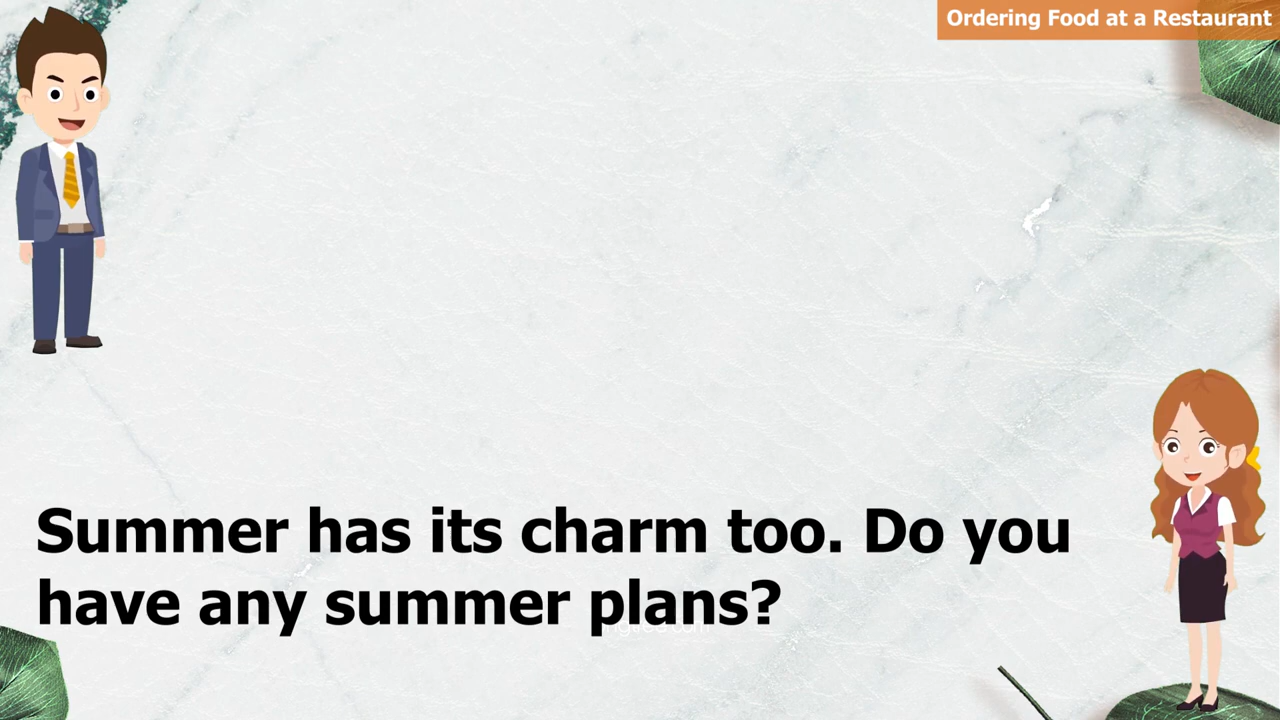 Ordering Food at a Restaurant
Summer has its charm too. Do you
have any summer plans?